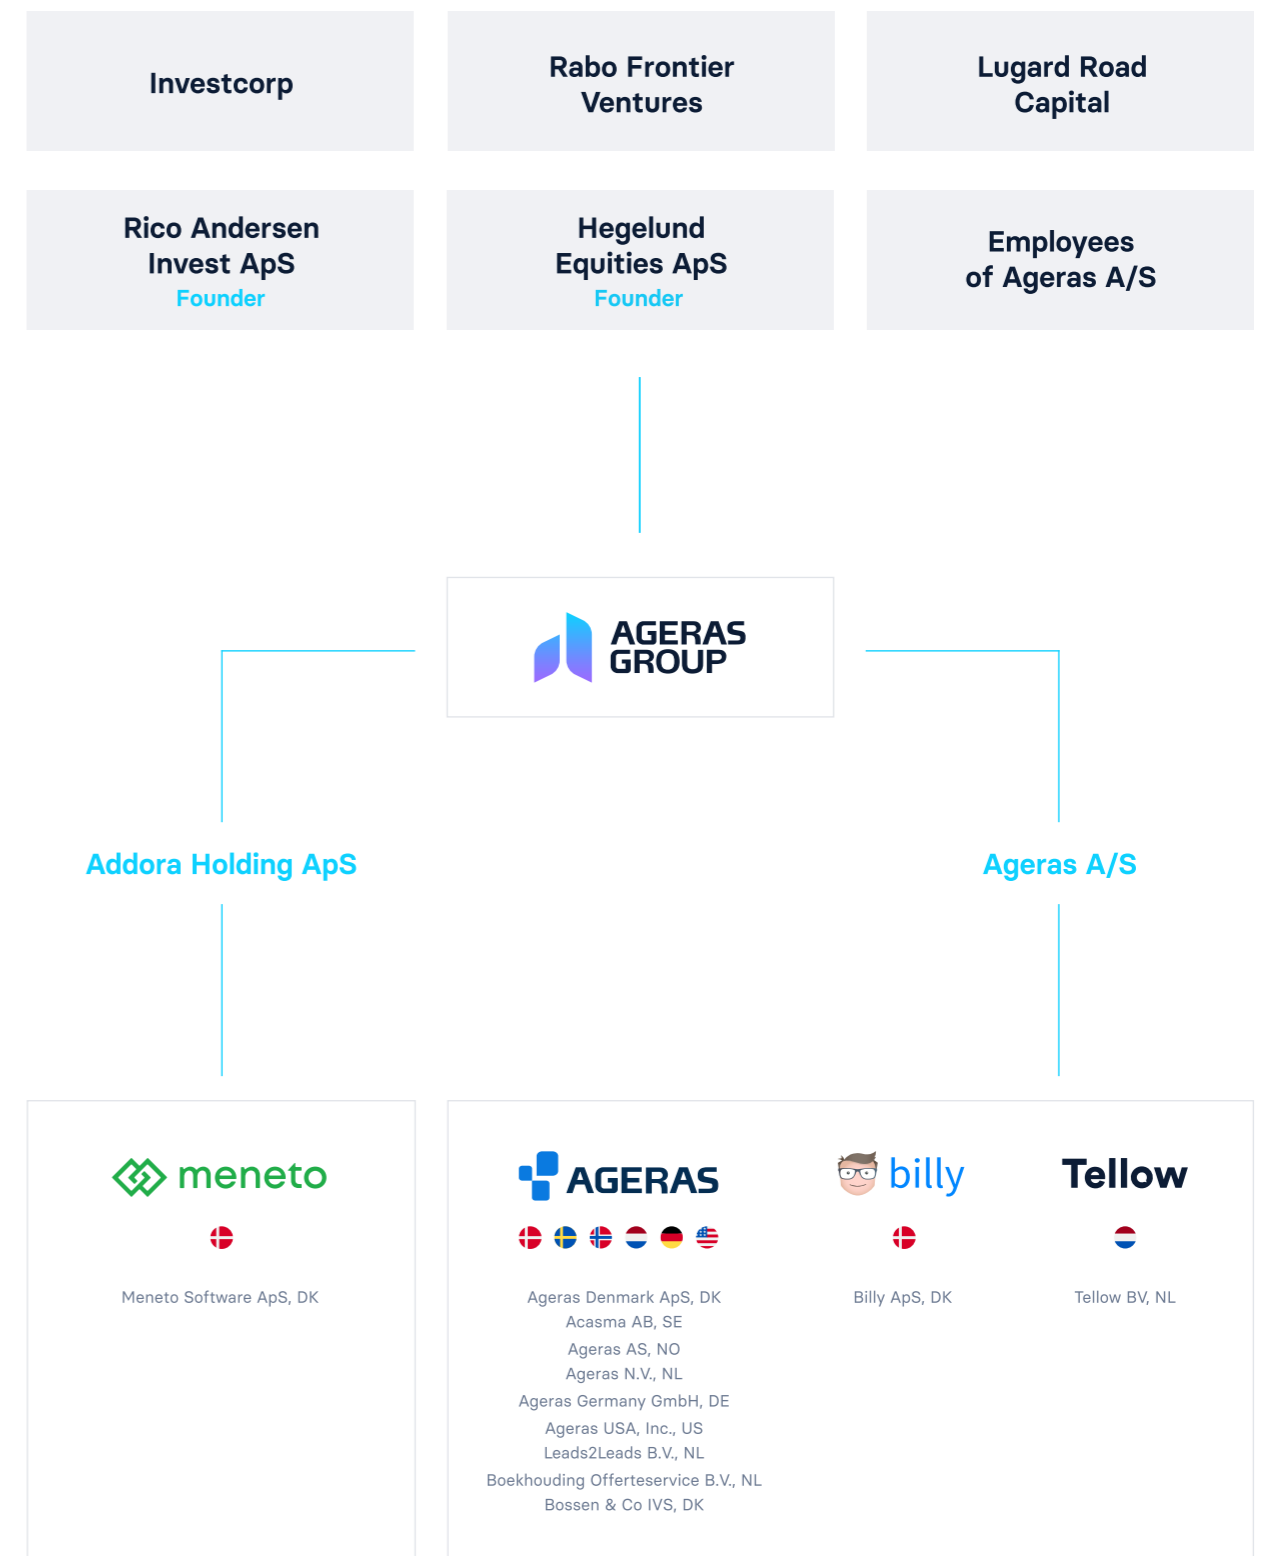 Investcorp
Rabo Frontier
Ventures
Lugard Road
Capital
Rico Andersen
Invest ApS
Founder
Hegelund
Equities ApS
Founder
Employees
of Ageras A/S
AGERAS
GROUP
Addora Holding ApS
Ageras A/S
meneto
Meneto Software ApS, DK
AGERAS
Ageras Denmark ApS, DK
Acasma AB, SE
Ageras AS, NO
Ageras N.V., NL
Ageras Germany GmbH, DE
Ageras USA, Inc., US
Leads2Leads B.V., NL
Boekhouding Offerteservice B.V., NL
Bossen & Co IVS, DK
billy
Billy ApS, DK
Tellow
Tellow BV, NL